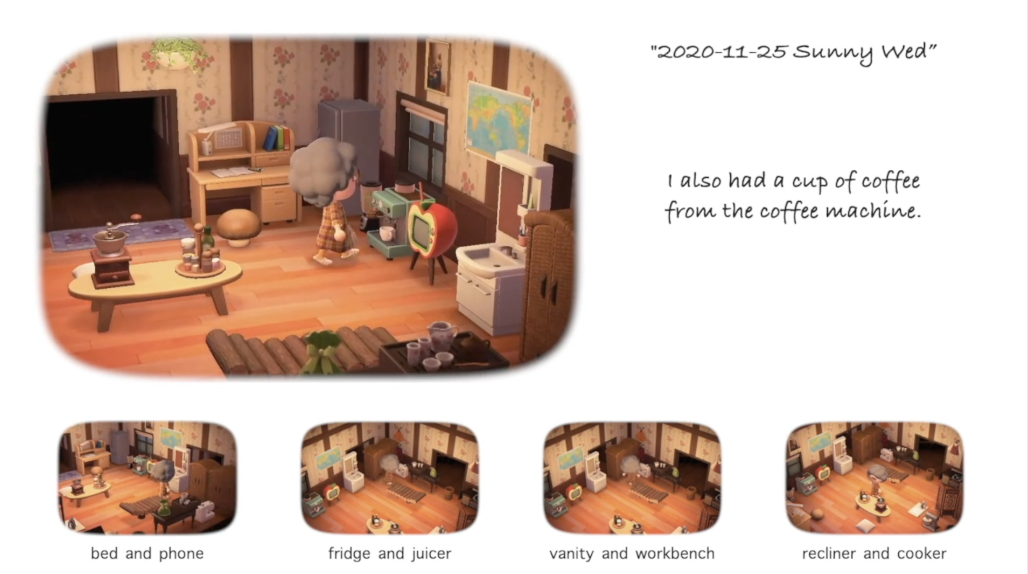 "2020-11-25 Sunny Wed”
I also had a cup of coffee
from the coffee machine.
bed and phone
fridge and juicer
vanity and workbench
recliner and cooker